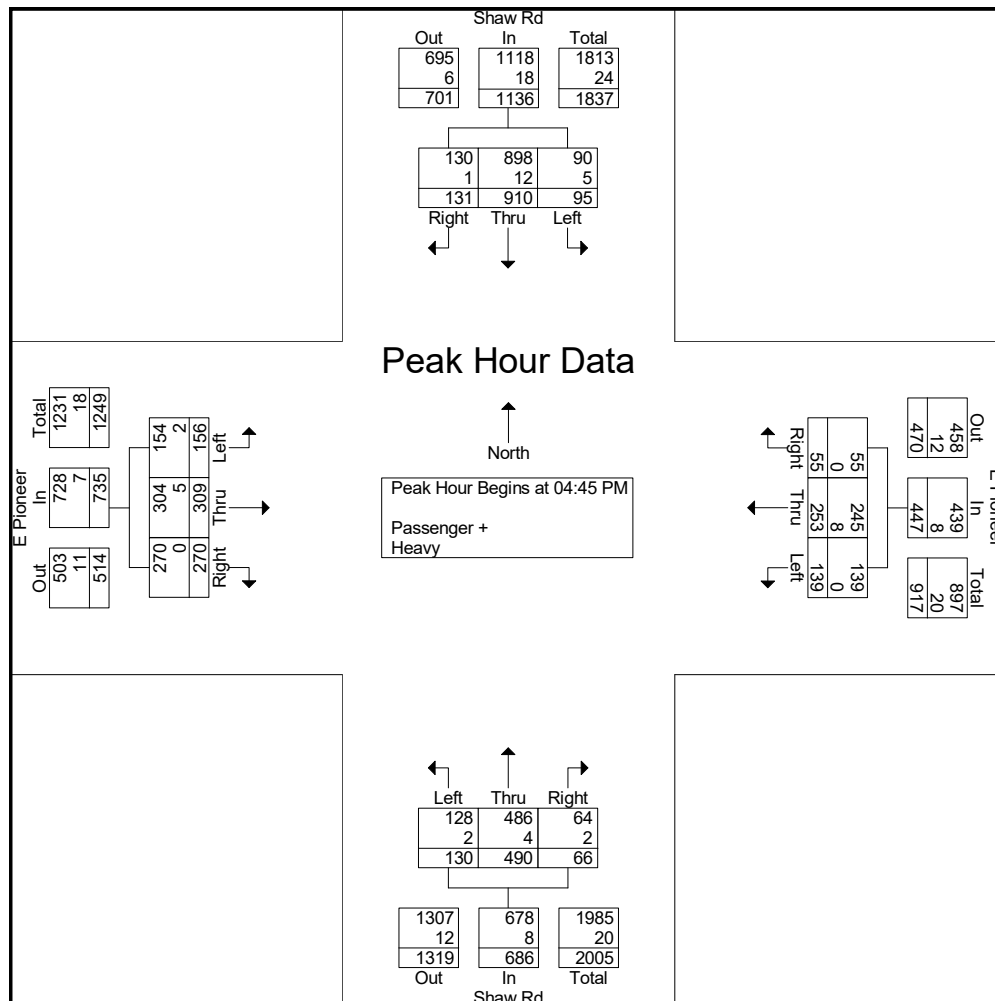 Shaw Rd
Out In Total
695 1118 1813
6 18 24
701 1136 1837
130 898 90
1 12 5
131 910 95
Right Thru Left
Peak Hour Data
North
Peak Hour Begins at 04:45 PM
Passenger +
Heavy
E Pioneer
Total In Out
1231 728 503
18 7 11
1249 735 514
154 304 270
2 5 0
156 309 270
Left Thru Right
Right Thru Left
55 245 139
0 8 0
55 253 139
Out In Total
458 439 897
12 8 20
470 447 917
Left Thru Right
128 486 64
2 4 2
130 490 66
1307 678 1985
12 8 20
1319 686 2005
Out In Total
Shaw Rd